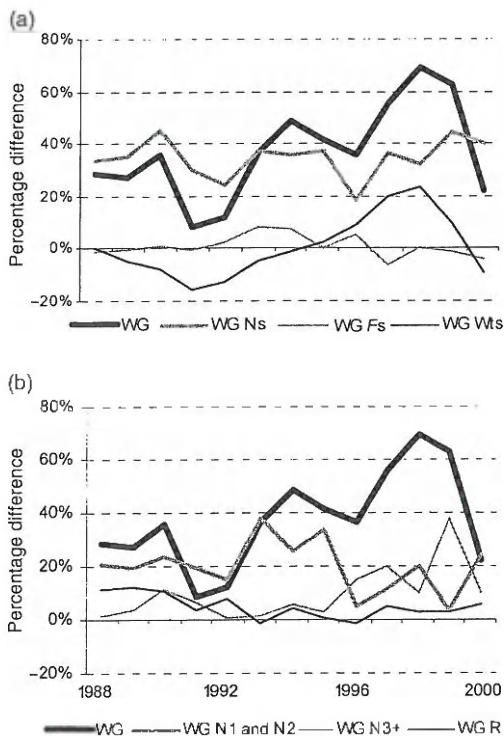 (a)
80%
60%
40%
20%
0%
−20%
Percentage difference
WG WG Ns WG Fs WG Wts
(b)
80%
60%
40%
20%
0%
−20%
Percentage difference
1988 1992 1996 2000
WG WG N1 and N2 WG N3+ WG R